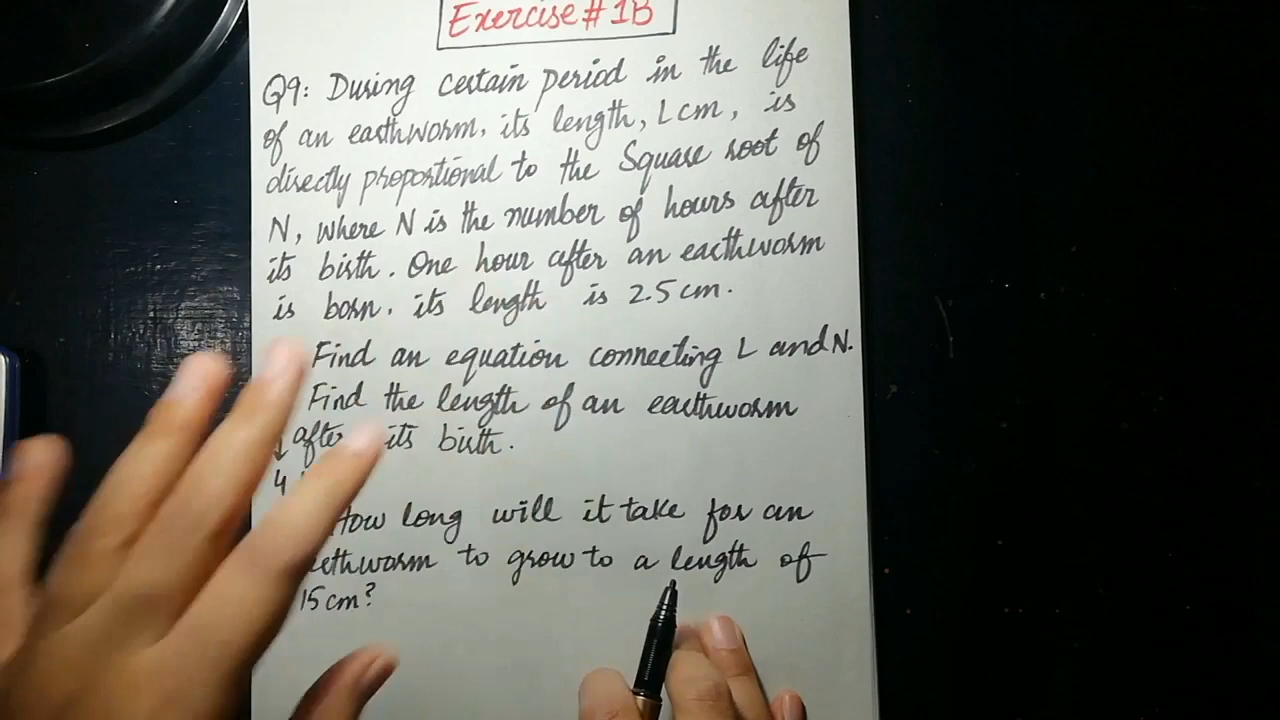 Exercise # 1B
Q9: During certain period in the life
of an earthworm, its length, L cm, is
directly proportional to the Square root of
N, where N is the number of hours after
its birth. One hour after an earthworm
is born, its length is 2.5 cm.
Find an equation connecting L and N.
Find the length of an earthworm
after its birth.
4
How long will it take for an
to grow to a length of
15 cm?